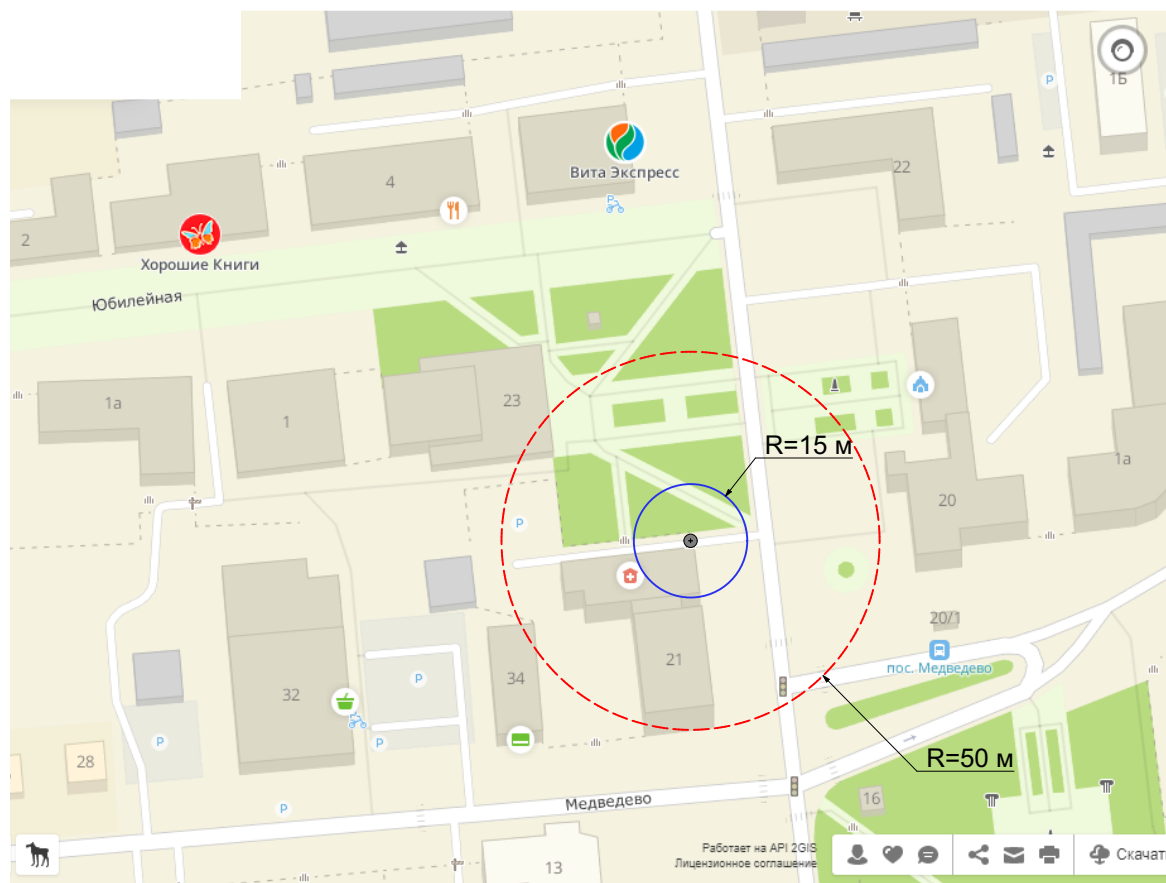 1Б
P
Вита Экспресс
22
4
2
Хорошие Книги
Юбилейная
1а
1
23
R=15 м
1а
20
P
20/1
пос. Медведево
21
34
P
32
P
P
28
P
R=50 м
Медведево
16
13
Работает на API 2GIS
Лицензионное соглашение
Скачать